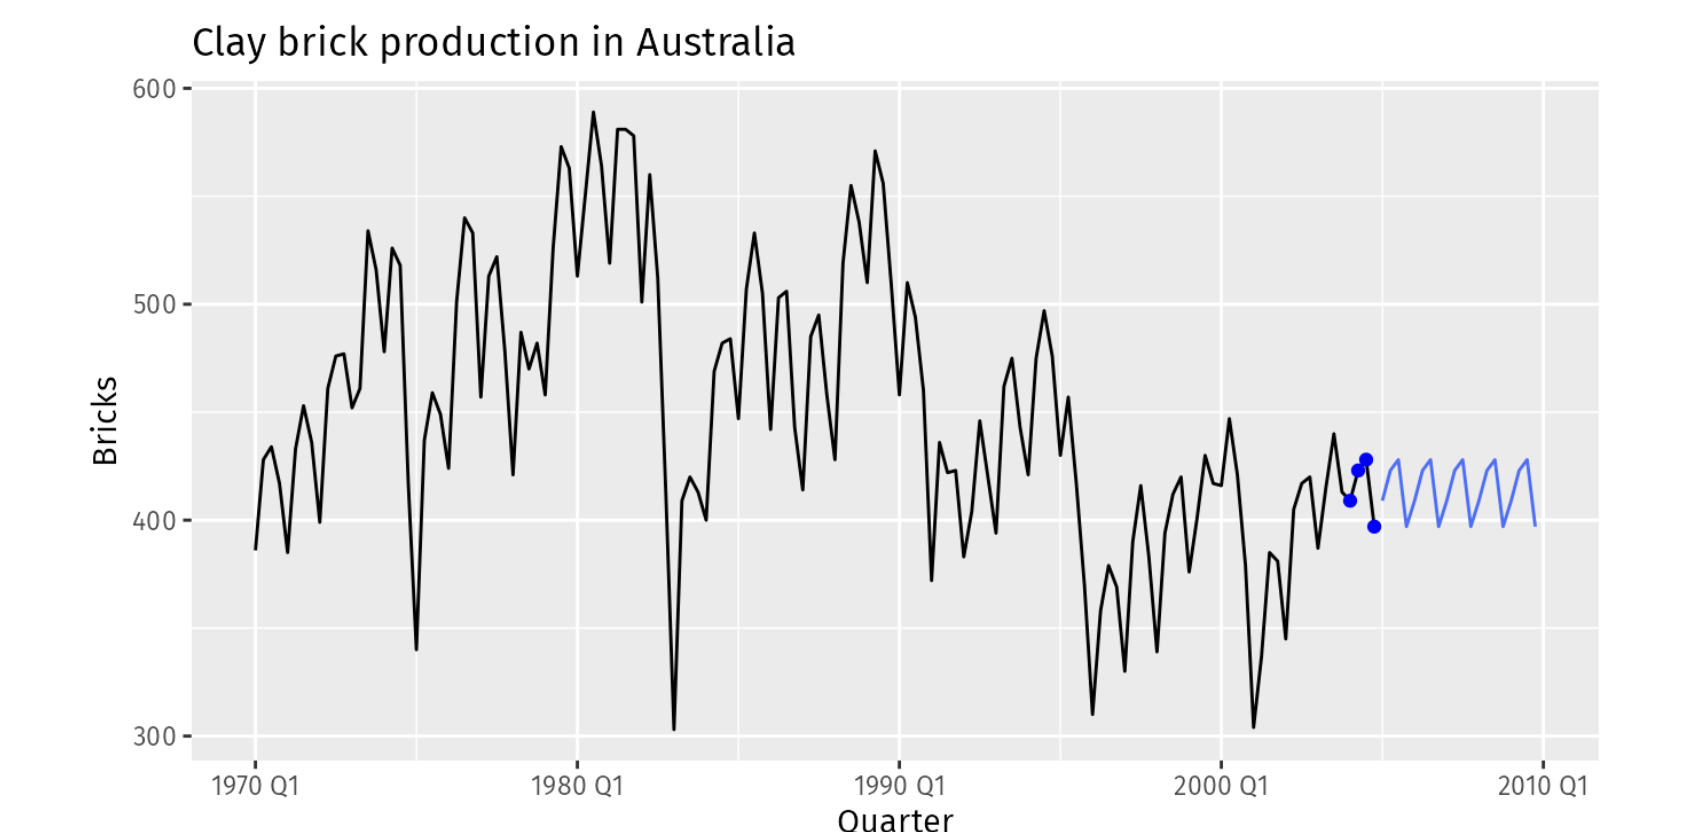 Clay brick production in Australia
600
500
400
300
Bricks
1970 Q1
1980 Q1
1990 Q1
2000 Q1
2010 Q1
Quarter